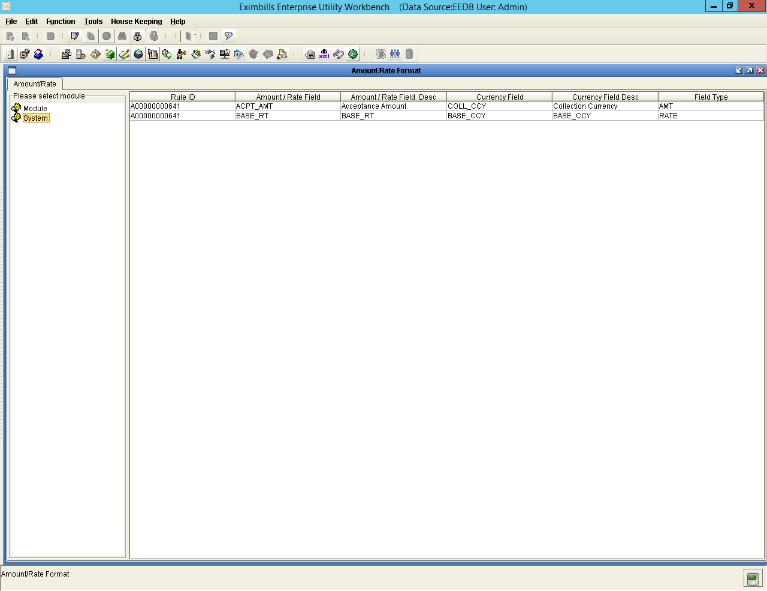 Eximbills Enterprise Utility Workbench (Data Source:EEDB User: Admin)
File Edit Function Tools House Keeping Help
Amount/Rate Format
Amount/Rate
Please select module
Module
System
Rule ID Amount / Rate Field Amount / Rate Field Desc Currency Field Currency Field Desc Field Type
A00000000641 ACPT_AMT Acceptance Amount COLL_CCY Collection Currency AMT
A00000000641 BASE_RT BASE_RT BASE_CCY BASE_CCY RATE
Amount/Rate Format